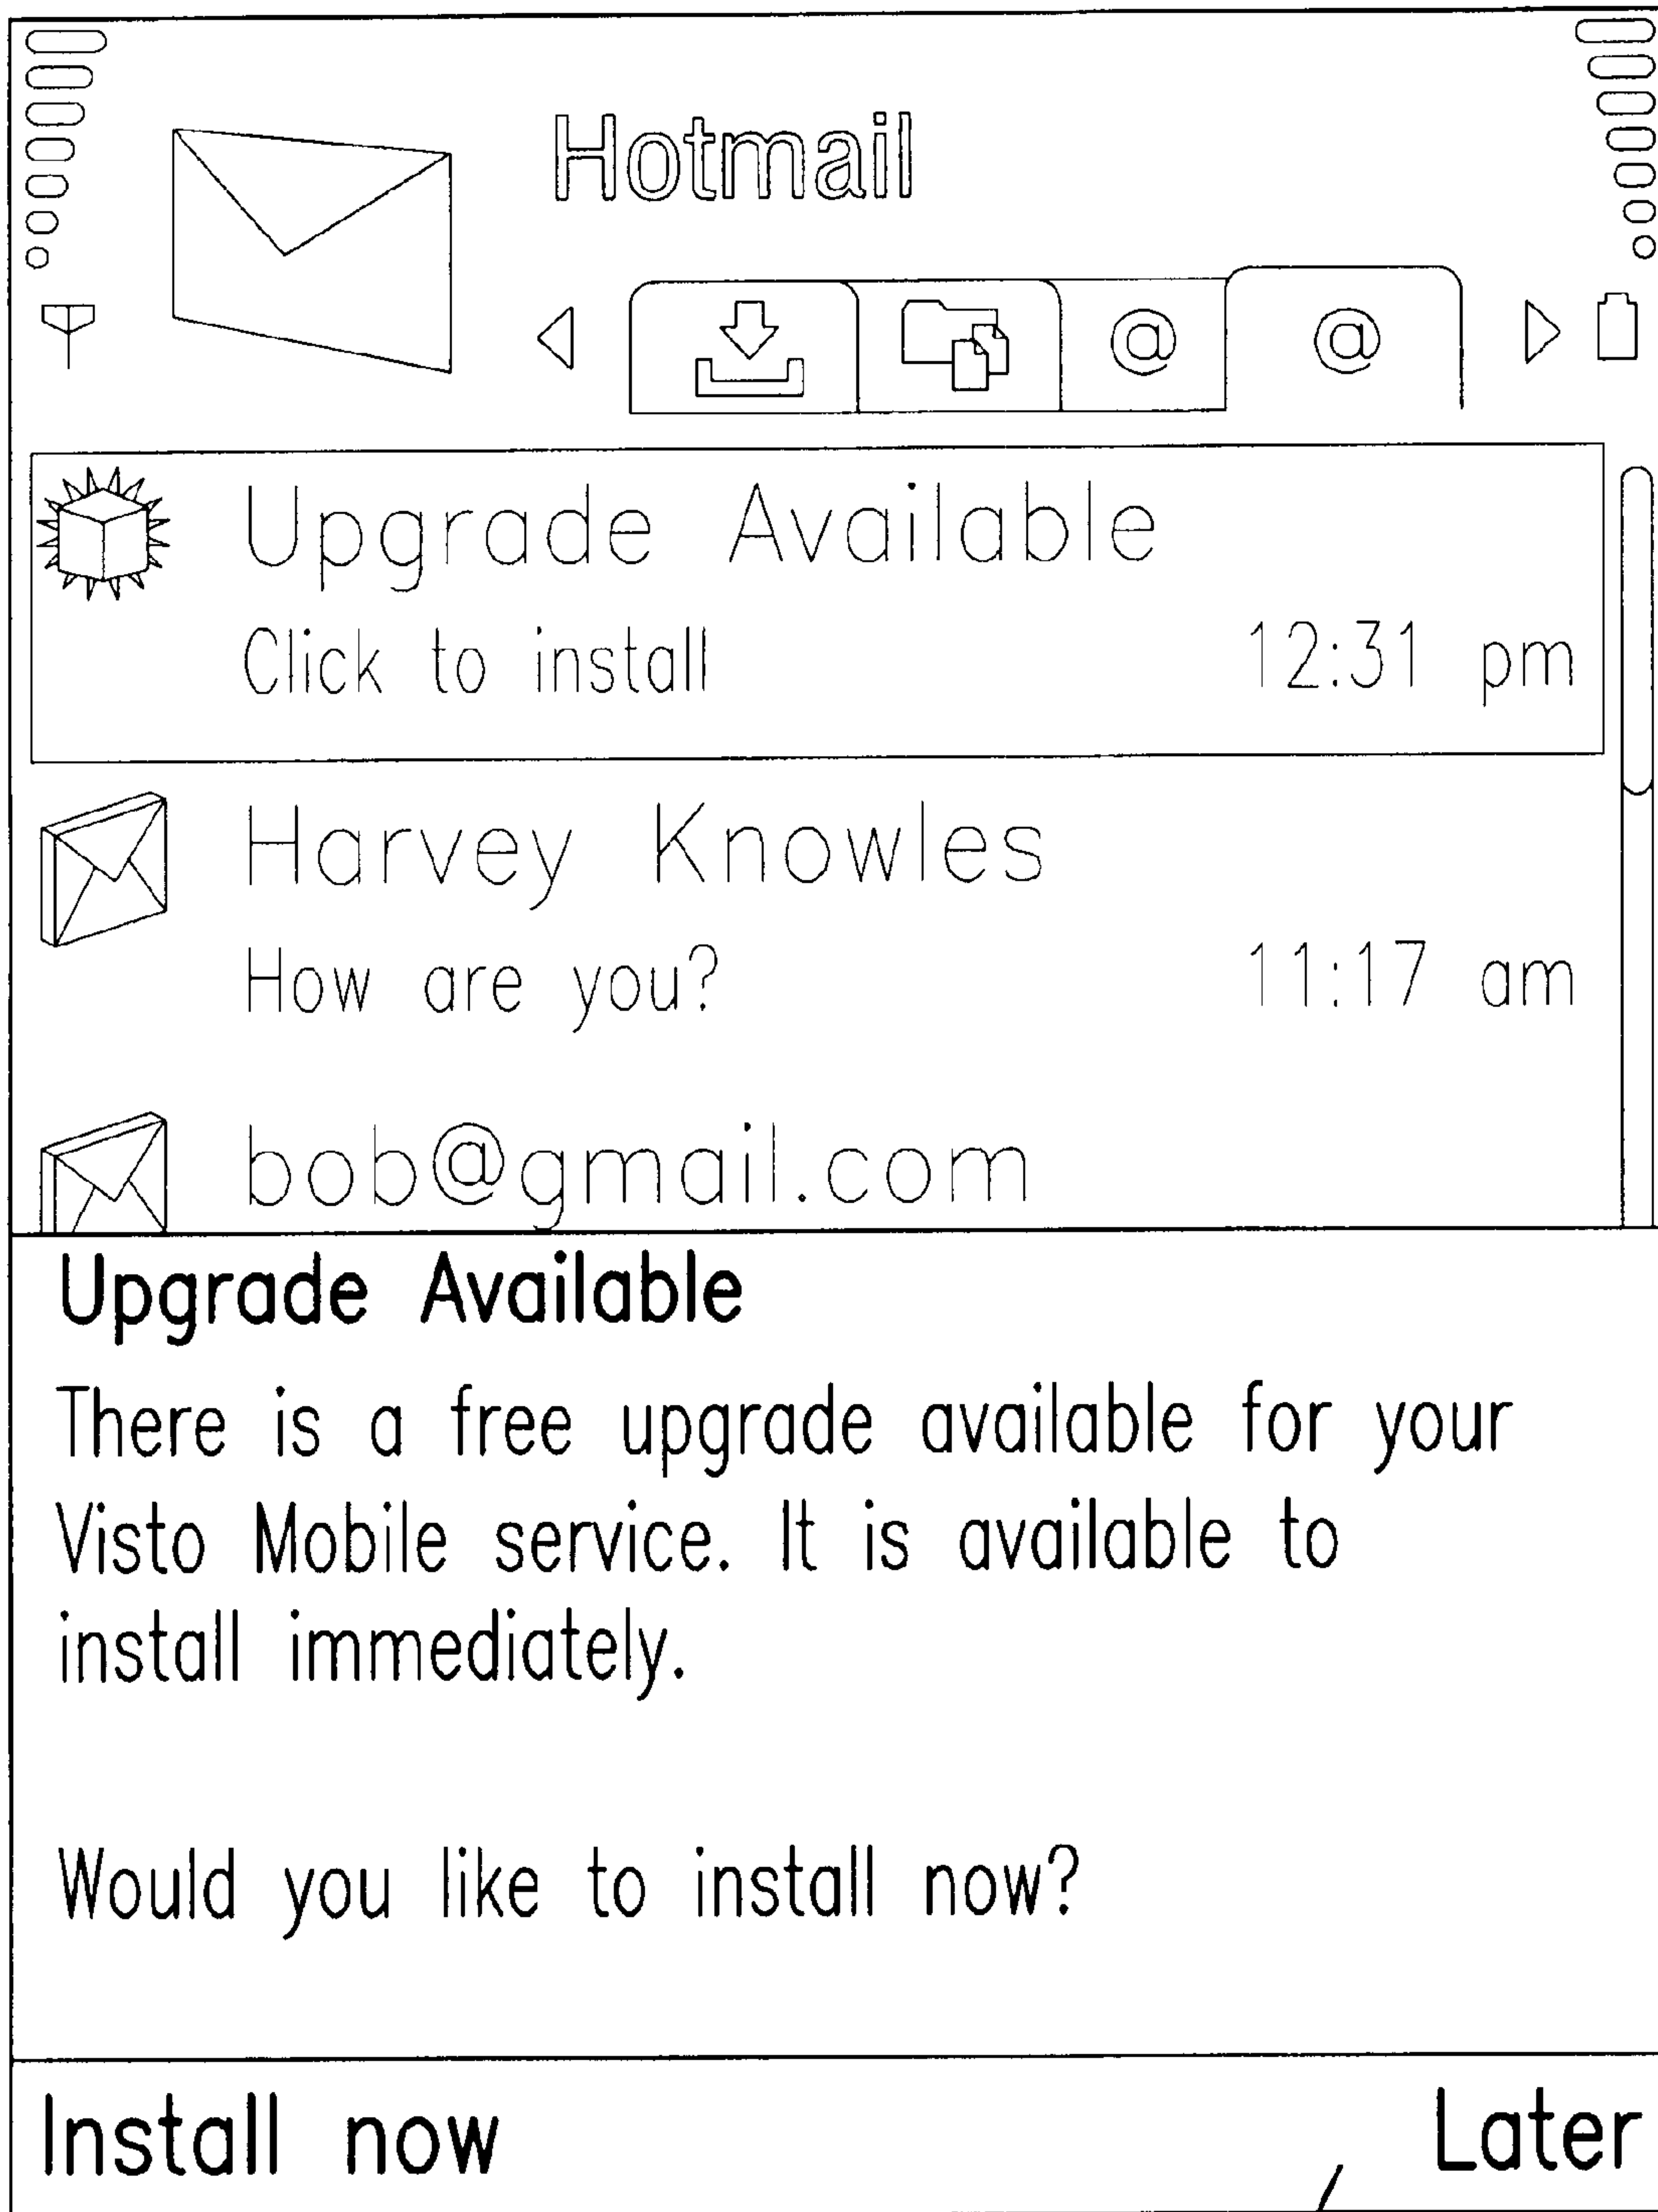 Hotmail
@ @
Upgrade Available
Click to install 12:31 pm
Harvey Knowles
How are you? 11:17 am
bob@gmail.com
Upgrade Available
There is a free upgrade available for your
Visto Mobile service. It is available to
install immediately.
Would you like to install now?
Install now Later